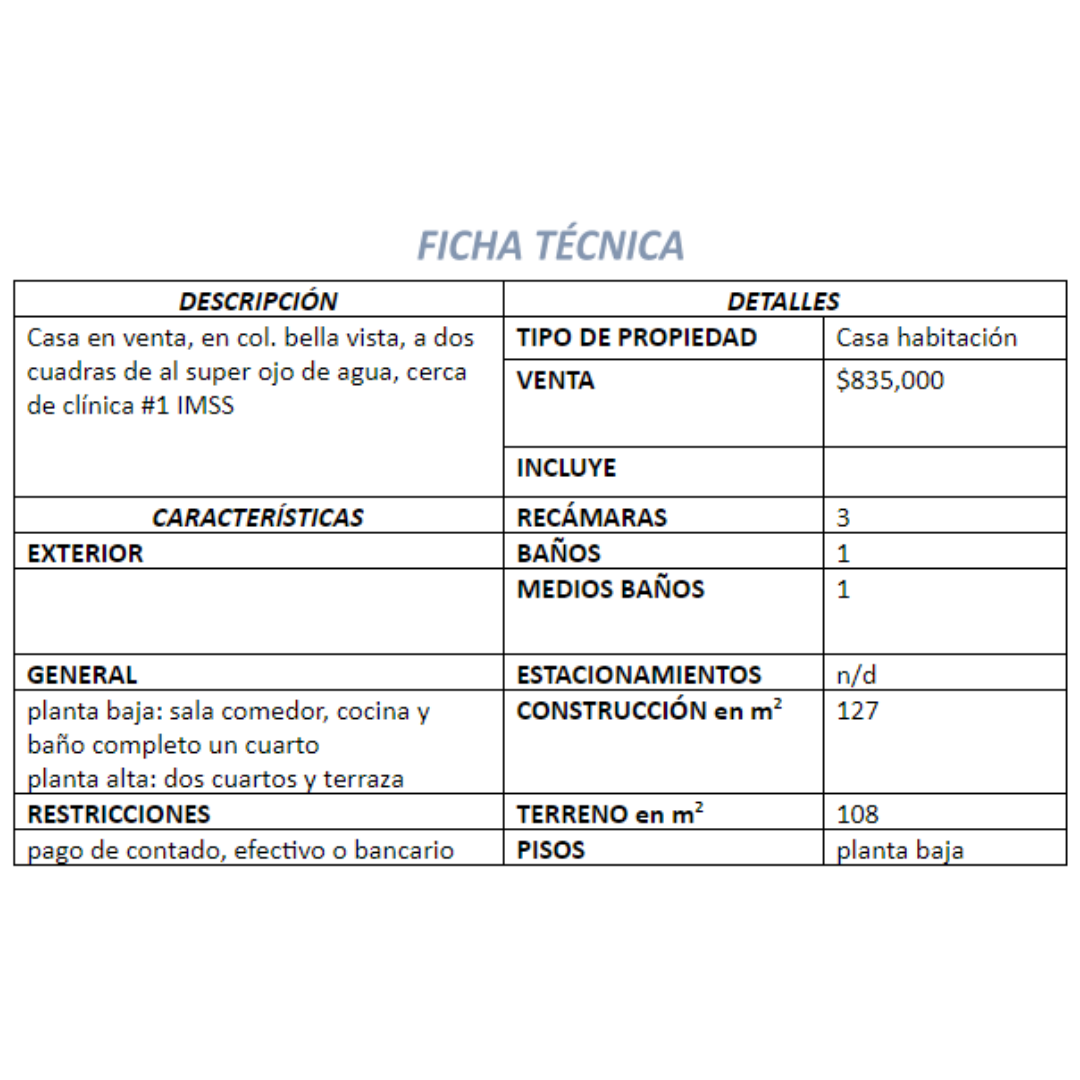 FICHA TÉCNICA
DESCRIPCIÓN
DETALLES
Casa en venta, en col. bella vista, a dos
cuadras de al super ojo de agua, cerca
de clínica #1 IMSS
TIPO DE PROPIEDAD
Casa habitación
VENTA
$835,000
INCLUYE
CARACTERÍSTICAS
RECÁMARAS
3
EXTERIOR
BAÑOS
1
MEDIOS BAÑOS
1
GENERAL
ESTACIONAMIENTOS
n/d
planta baja: sala comedor, cocina y
baño completo un cuarto
planta alta: dos cuartos y terraza
CONSTRUCCIÓN en m²
127
RESTRICCIONES
TERRENO en m²
108
pago de contado, efectivo o bancario
PISOS
planta baja